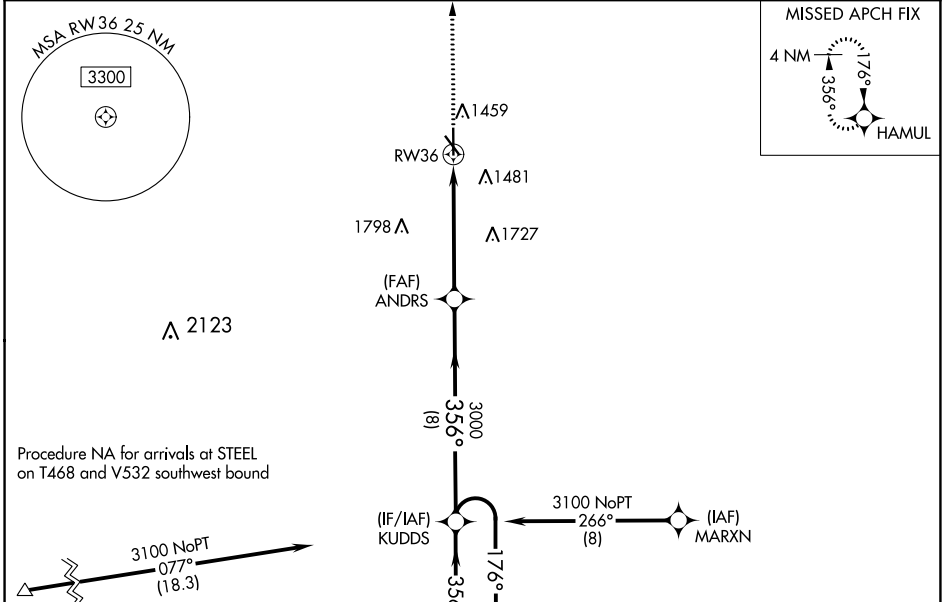 MSA RW36 25 NM
3300
MISSED APCH FIX
4 NM
176°
356°
HAMUL
1459
RW36
1481
1798
1727
(FAF)
ANDRS
2123
3000
356°
(8)
Procedure NA for arrivals at STEEL
on T468 and V532 southwest bound
(IF/IAF)
KUDDS
3100 NoPT
266°
(8)
(IAF)
MARXN
3100 NoPT
077°
(18.3)
176°